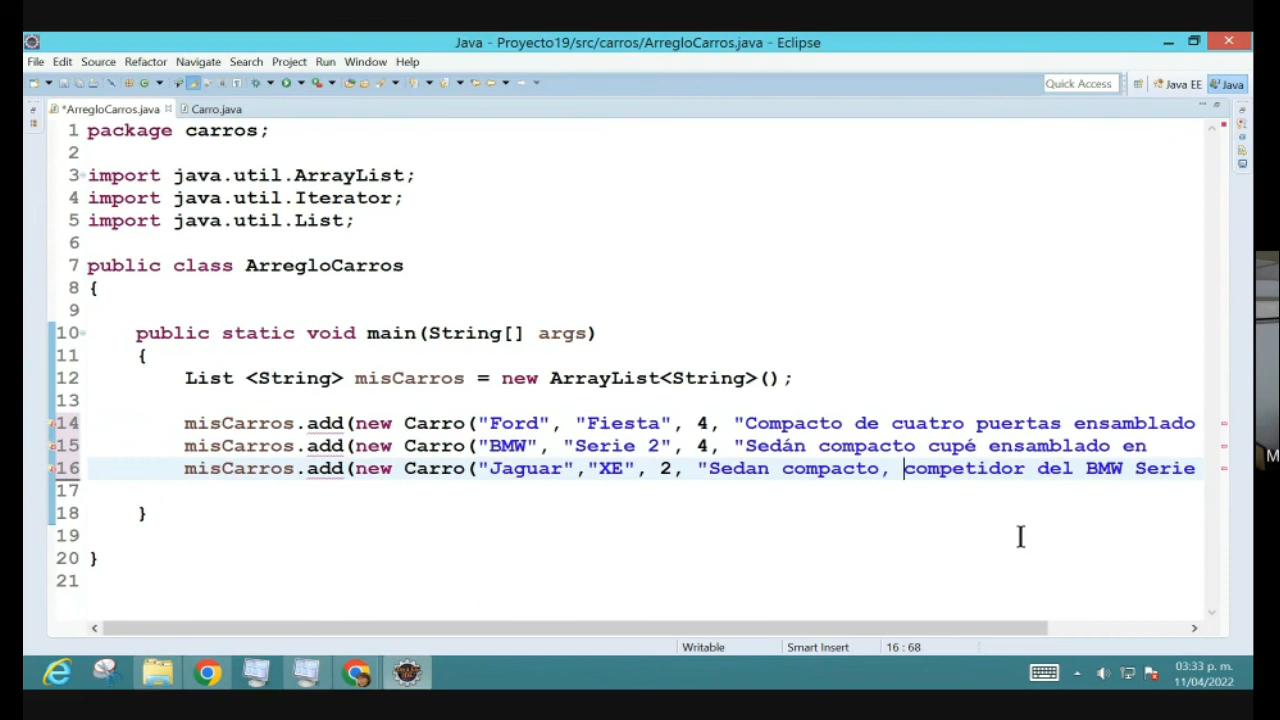 Java - Proyecto19/src/carros/ArregloCarros.java - Eclipse
File Edit Source Refactor Navigate Search Project Run Window Help
Quick Access Java EE Java
*ArregloCarros.java Carro.java
1 package carros;
2
3 import java.util.ArrayList;
4 import java.util.Iterator;
5 import java.util.List;
6
7 public class ArregloCarros
8 {
9
10 public static void main(String[] args)
11 {
12 List <String> misCarros = new ArrayList<String>();
13
14 misCarros.add(new Carro("Ford", "Fiesta", 4, "Compacto de cuatro puertas ensamblado
15 misCarros.add(new Carro("BMW", "Serie 2", 4, "Sedán compacto cupé ensamblado en
16 misCarros.add(new Carro("Jaguar","XE", 2, "Sedan compacto, competidor del BMW Serie
17
18 }
19
20 }
21
Writable Smart Insert 16 : 68
03:33 p. m.
11/04/2022
M